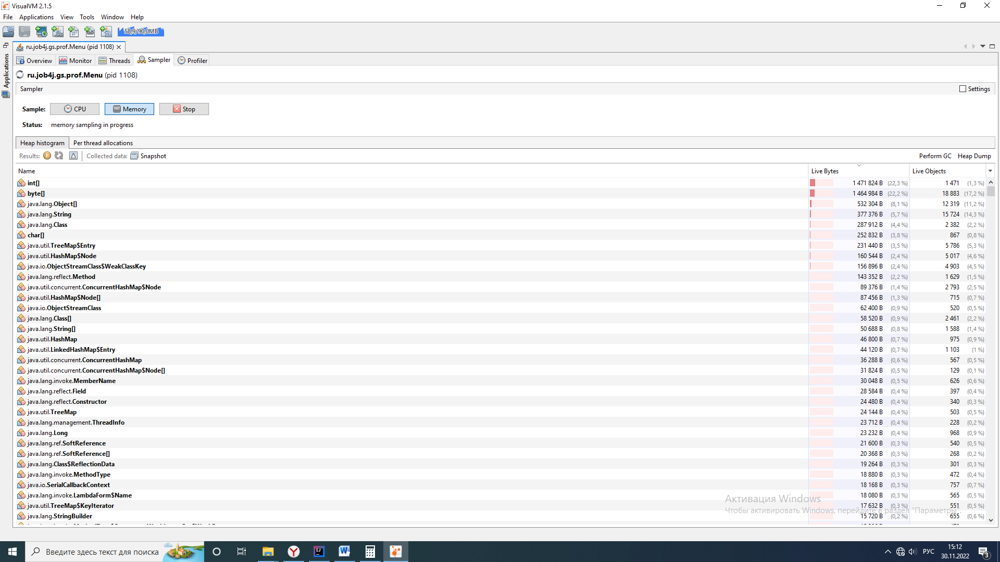 VisualVM 2.1.5
File Applications View Tools Window Help
58,9/90,0MB
ru.job4j.gs.prof.Menu (pid 1108)
Applications
Overview Monitor Threads Sampler Profiler
ru.job4j.gs.prof.Menu (pid 1108)
Sampler Settings
Sample: CPU Memory Stop
Status: memory sampling in progress
Heap histogram Per thread allocations
Results: Collected data: Snapshot Perform GC Heap Dump
Name Live Bytes Live Objects
int[] 1 471 824 B (22,3 %) 1 471 (1,3 %)
byte[] 1 464 984 B (22,2 %) 18 883 (17,2 %)
java.lang.Object[] 532 304 B (8,1 %) 12 319 (11,2 %)
java.lang.String 377 376 B (5,7 %) 15 724 (14,3 %)
java.lang.Class 287 912 B (4,4 %) 2 382 (2,2 %)
char[] 252 832 B (3,8 %) 867 (0,8 %)
java.util.TreeMap$Entry 231 440 B (3,5 %) 5 786 (5,3 %)
java.util.HashMap$Node 160 544 B (2,4 %) 5 017 (4,6 %)
java.io.ObjectStreamClass$WeakClassKey 156 896 B (2,4 %) 4 903 (4,5 %)
java.lang.reflect.Method 143 352 B (2,2 %) 1 629 (1,5 %)
java.util.concurrent.ConcurrentHashMap$Node 89 376 B (1,4 %) 2 793 (2,5 %)
java.util.HashMap$Node[] 87 456 B (1,3 %) 715 (0,7 %)
java.io.ObjectStreamClass 62 400 B (0,9 %) 520 (0,5 %)
java.lang.Class[] 58 520 B (0,9 %) 2 461 (2,2 %)
java.lang.String[] 50 688 B (0,8 %) 1 588 (1,4 %)
java.util.HashMap 46 800 B (0,7 %) 975 (0,9 %)
java.util.LinkedHashMap$Entry 44 120 B (0,7 %) 1 103 (1 %)
java.util.concurrent.ConcurrentHashMap 36 288 B (0,6 %) 567 (0,5 %)
java.util.concurrent.ConcurrentHashMap$Node[] 31 824 B (0,5 %) 129 (0,1 %)
java.lang.invoke.MemberName 30 048 B (0,5 %) 626 (0,6 %)
java.lang.reflect.Field 28 584 B (0,4 %) 397 (0,4 %)
java.lang.reflect.Constructor 24 480 B (0,4 %) 340 (0,3 %)
java.util.TreeMap 24 144 B (0,4 %) 503 (0,5 %)
java.lang.management.ThreadInfo 23 712 B (0,4 %) 228 (0,2 %)
java.lang.Long 23 232 B (0,4 %) 968 (0,9 %)
java.lang.ref.SoftReference 21 600 B (0,3 %) 540 (0,5 %)
java.lang.ref.SoftReference[] 20 368 B (0,3 %) 268 (0,2 %)
java.lang.Class$ReflectionData 19 264 B (0,3 %) 301 (0,3 %)
java.lang.invoke.MethodType 18 880 B (0,3 %) 472 (0,4 %)
java.io.SerialCallbackContext 18 168 B (0,3 %) 757 (0,7 %)
java.lang.invoke.LambdaForm$Name 18 080 B (0,3 %) 565 (0,5 %)
java.util.TreeMap$KeyIterator 17 632 B (0,3 %) 551 (0,5 %)
java.lang.StringBuilder 15 720 B (0,2 %) 655 (0,6 %)
Активация Windows
Чтобы активировать Windows, перейдите в раздел "Параметры".
Введите здесь текст для поиска
РУС 15:12
30.11.2022 3